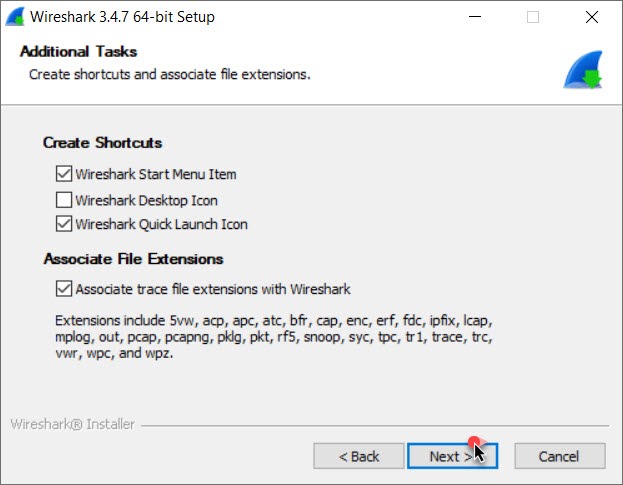 Wireshark 3.4.7 64-bit Setup
Additional Tasks
Create shortcuts and associate file extensions.
Create Shortcuts
Wireshark Start Menu Item
Wireshark Desktop Icon
Wireshark Quick Launch Icon
Associate File Extensions
Associate trace file extensions with Wireshark
Extensions include 5vw, acp, apc, atc, bfr, cap, enc, erf, fdc, ipfix, lcap,
mplog, out, pcap, pcapng, pklg, pkt, rf5, snoop, syc, tpc, tr1, trace, trc,
vwr, wpc, and wpz.
Wireshark® Installer
< Back
Next >
Cancel